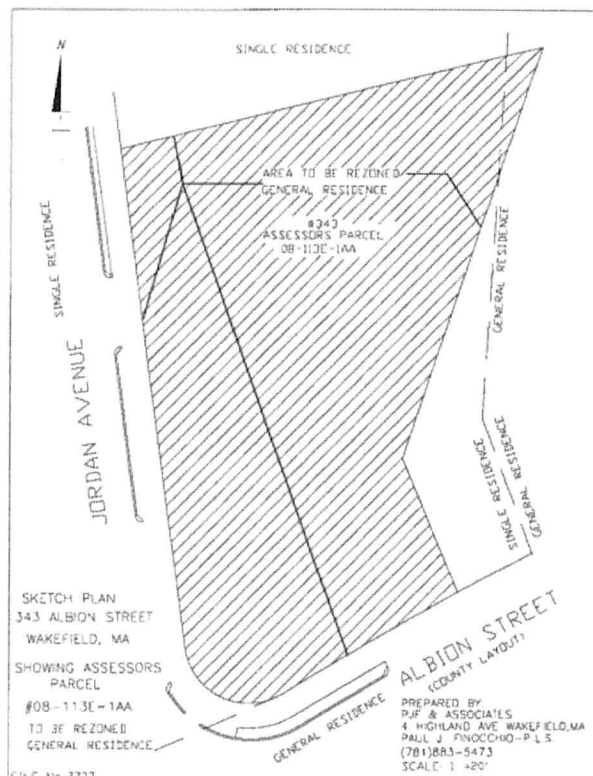 N
SINGLE RESIDENCE
AREA TO BE REZONED
GENERAL RESIDENCE
#343
ASSESSORS PARCEL
08-113E-1AA
SINGLE RESIDENCE
GENERAL RESIDENCE
JORDAN AVENUE
SINGLE RESIDENCE
GENERAL RESIDENCE
SKETCH PLAN
343 ALBION STREET
WAKEFIELD, MA
SHOWING ASSESSORS
PARCEL
#08-113E-1AA
TO BE REZONED
GENERAL RESIDENCE
ALBION STREET
(COUNTY LAYOUT)
GENERAL RESIDENCE
PREPARED BY
PJF & ASSOCIATES
4 HIGHLAND AVE WAKEFIELD, MA
PAUL J. FINOCCHIO-P.L.S.
(781)883-5473
SCALE: 1"=20'